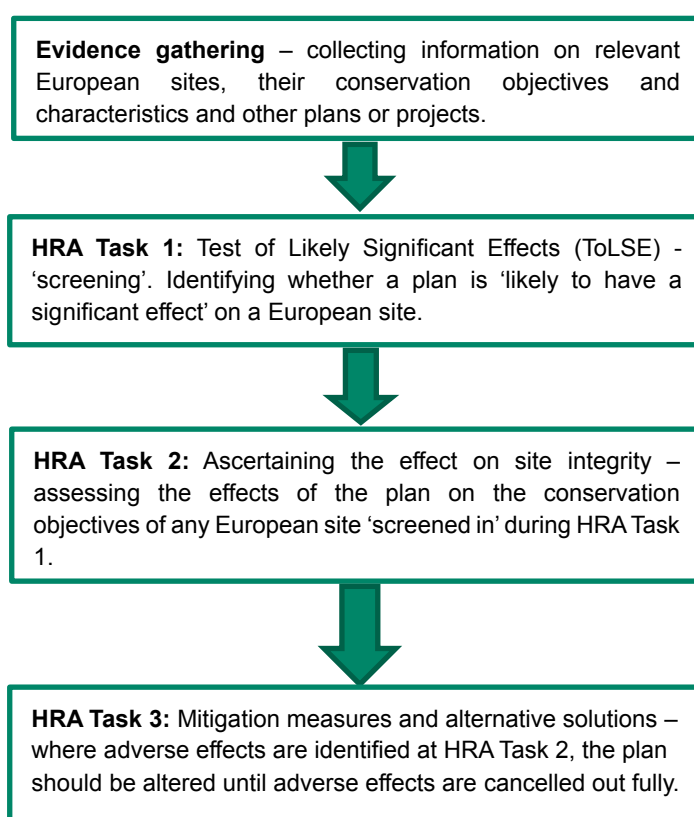 Evidence gathering – collecting information on relevant
European sites, their conservation objectives and
characteristics and other plans or projects.
HRA Task 1: Test of Likely Significant Effects (ToLSE) -
‘screening’. Identifying whether a plan is ‘likely to have a
significant effect’ on a European site.
HRA Task 2: Ascertaining the effect on site integrity –
assessing the effects of the plan on the conservation
objectives of any European site ‘screened in’ during HRA Task
1.
HRA Task 3: Mitigation measures and alternative solutions –
where adverse effects are identified at HRA Task 2, the plan
should be altered until adverse effects are cancelled out fully.